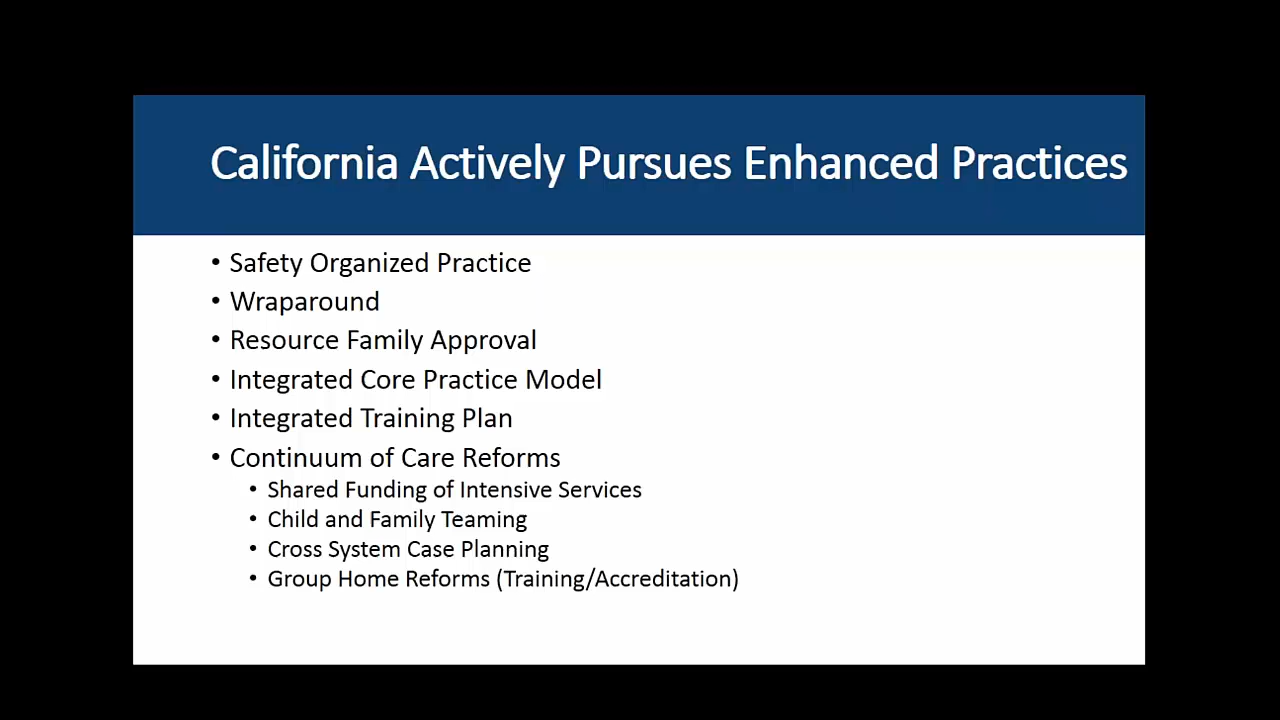 California Actively Pursues Enhanced Practices
• Safety Organized Practice
• Wraparound
• Resource Family Approval
• Integrated Core Practice Model
• Integrated Training Plan
• Continuum of Care Reforms
• Shared Funding of Intensive Services
• Child and Family Teaming
• Cross System Case Planning
• Group Home Reforms (Training/Accreditation)